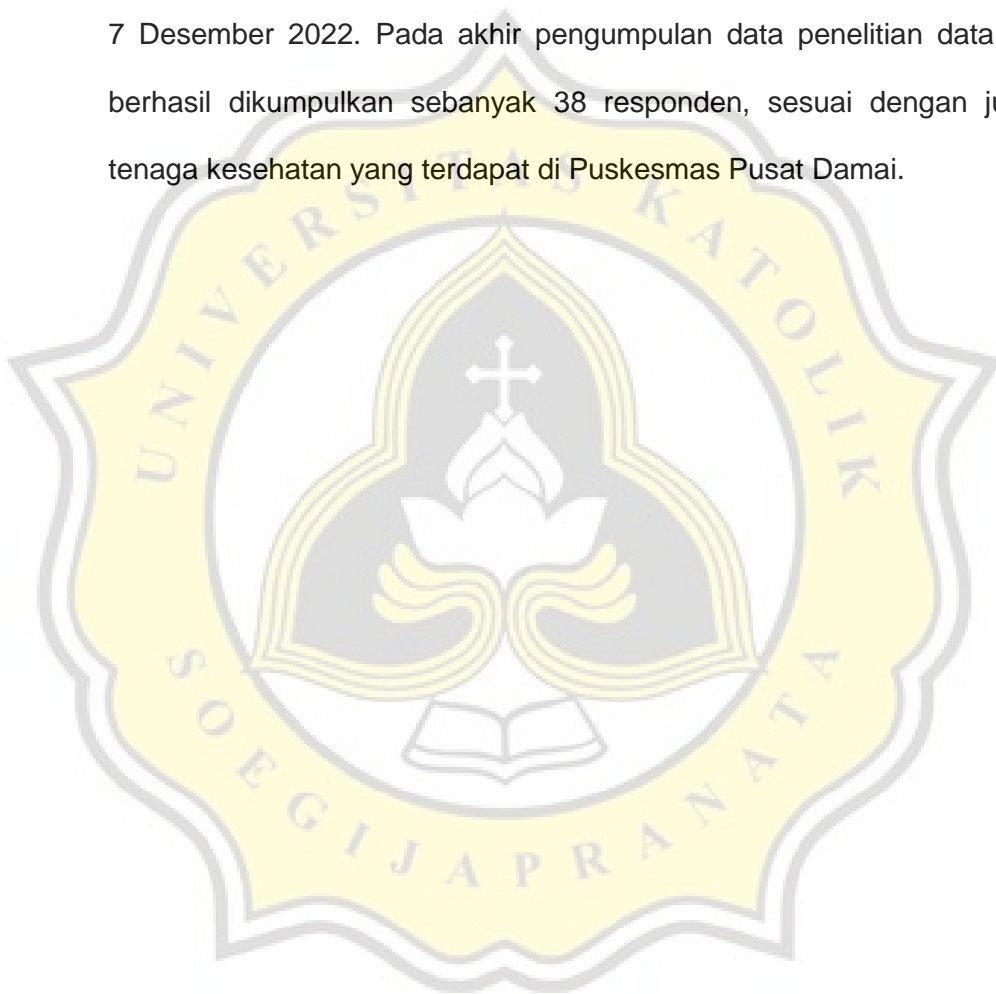 7 Desember 2022. Pada akhir pengumpulan data penelitian data
berhasil dikumpulkan sebanyak 38 responden, sesuai dengan
tenaga kesehatan yang terdapat di Puskesmas Pusat Damai.
UNIVERSITAS KATOLIK
SOEGIJAPRANATA